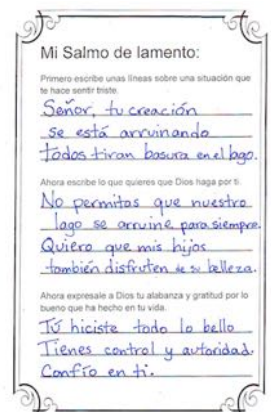 Mi Salmo de lamento:
Primero escribe unas líneas sobre una situación que
te hace sentir triste.
Señor, tu creación
se está arruinando
todos tiran basura en el lago.
Ahora escribe lo que quieres que Dios haga por ti.
No permitas que nuestro
lago se arruine para siempre.
Quiero que mis hijos
también disfruten de su belleza.
Ahora expresale a Dios tu alabanza y gratitud por lo
bueno que ha hecho en tu vida.
Tú hiciste todo lo bello
Tienes control y autoridad.
Confío en ti.